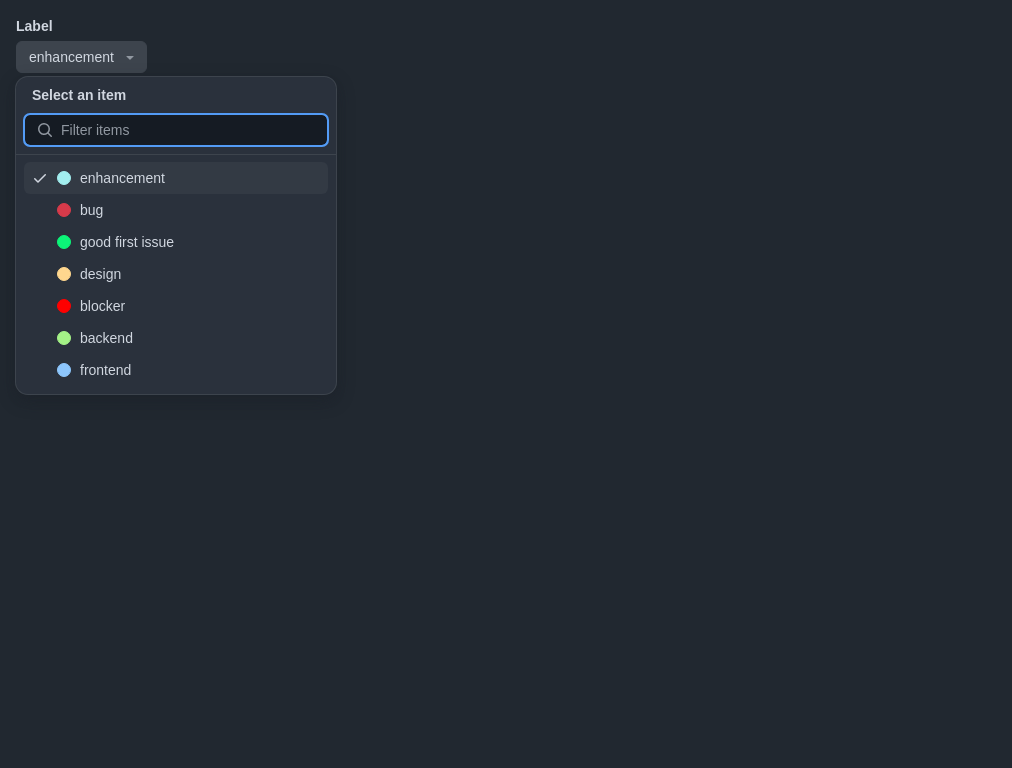 Label
enhancement
Select an item
Filter items
enhancement
bug
good first issue
design
blocker
backend
frontend